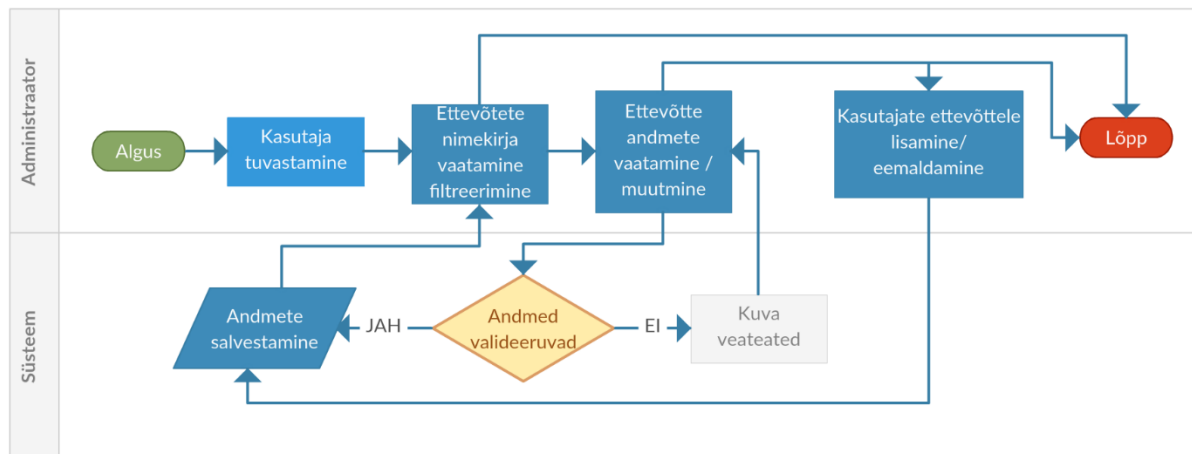 Administraator
Algus
Kasutaja
tuvastamine
Ettevõtete
nimekirja
vaatamine
filtreerimine
Ettevõtte
andmete
vaatamine /
muutmine
Kasutajate ettevõttele
lisamine/
eemaldamine
Lõpp
Süsteem
Andmete
salvestamine
JAH
Andmed
valideeruvad
EI
Kuva
veateated